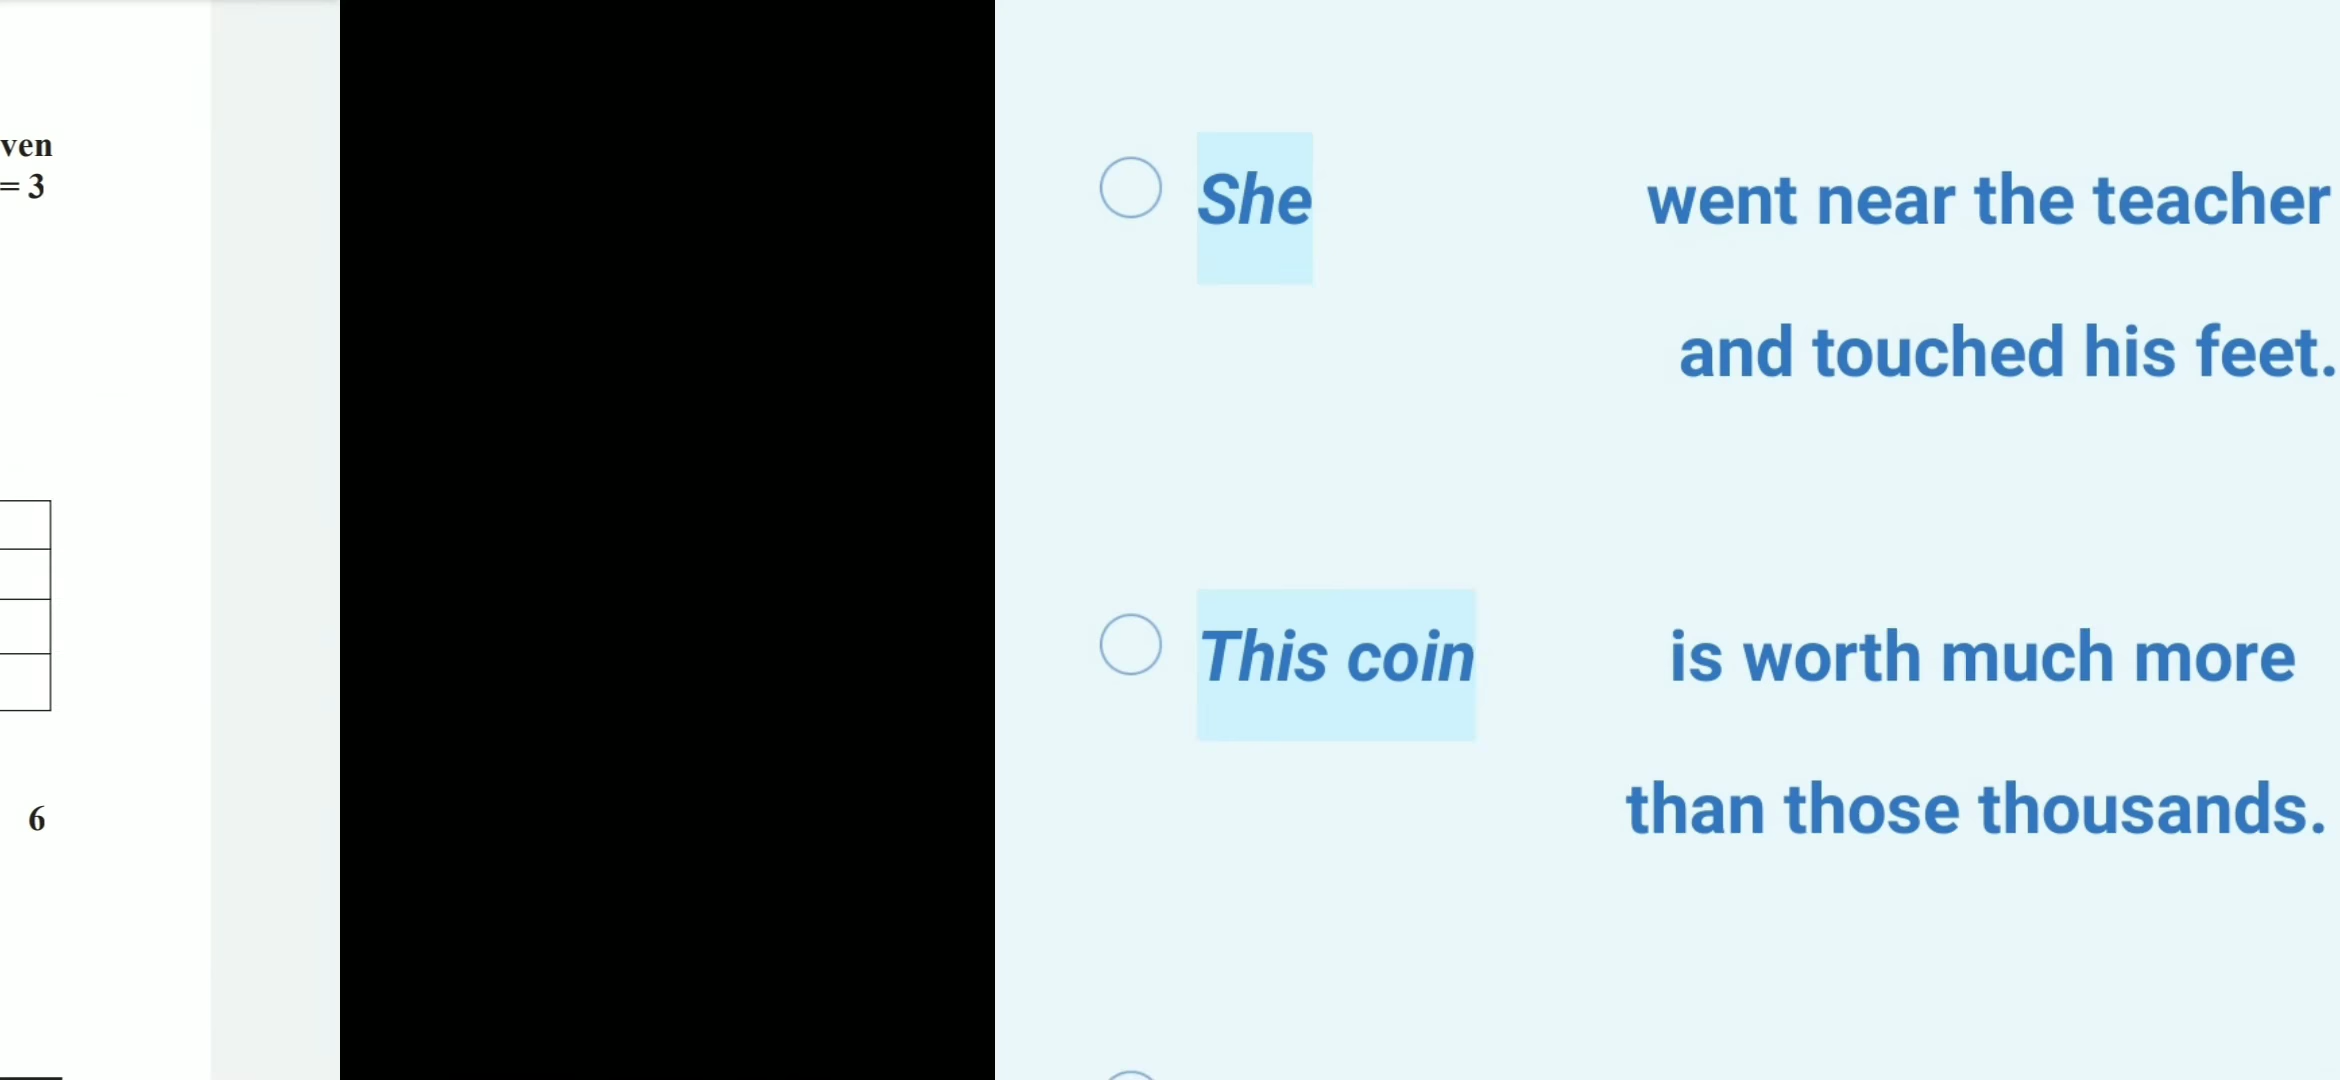 ven
= 3
6
She went near the teacher
and touched his feet.
This coin is worth much more
than those thousands.